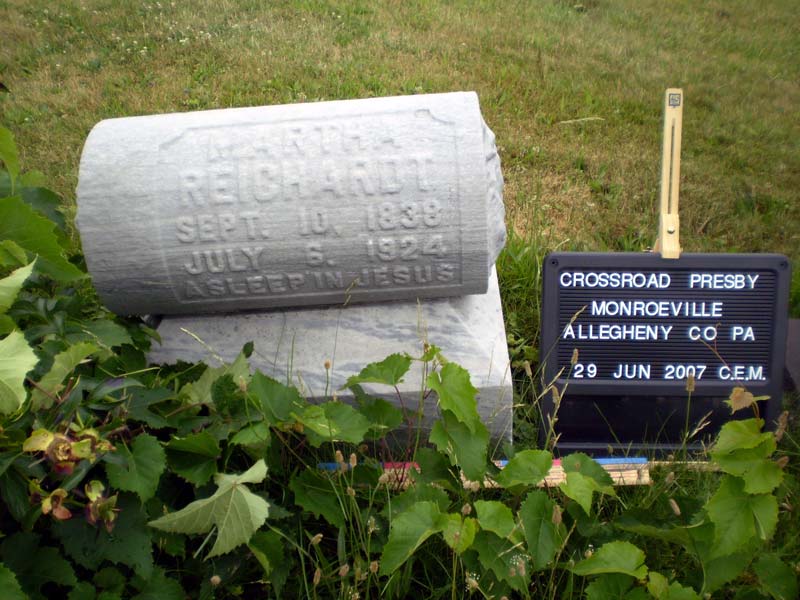 MARTHA
REICHARDT
SEPT. 10, 1838
JULY 6. 1924
ASLEEP IN JESUS
CROSSROAD PRESBY
MONROEVILLE
ALLEGHENY CO PA
29 JUN 2007 C.E.M.